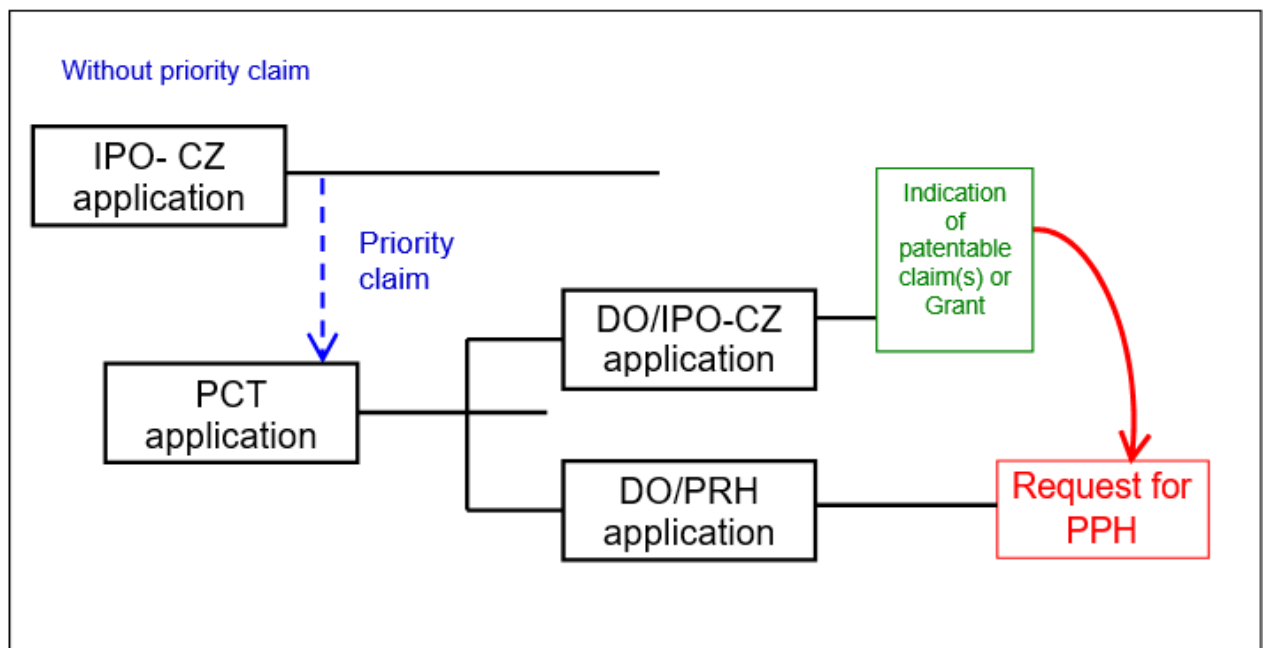 Without priority claim
IPO- CZ
application
Priority
claim
Indication
of
patentable
claim(s) or
Grant
DO/IPO-CZ
application
PCT
application
DO/PRH
application
Request for
PPH